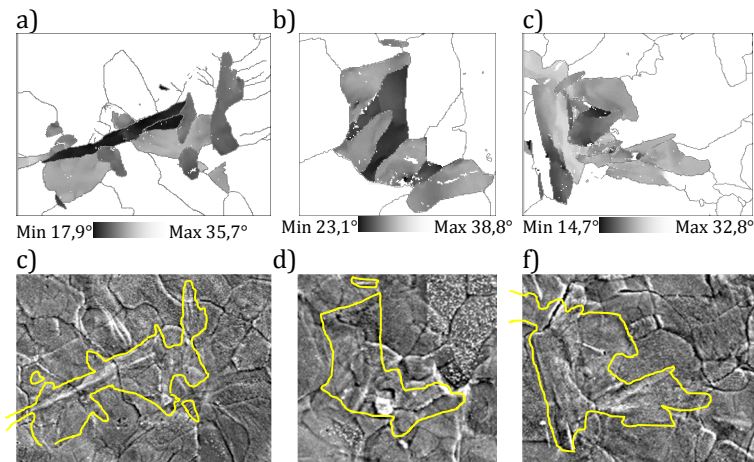 a) b) c)
Min 17,9° Max 35,7° Min 23,1° Max 38,8° Min 14,7° Max 32,8°
c) d) f)